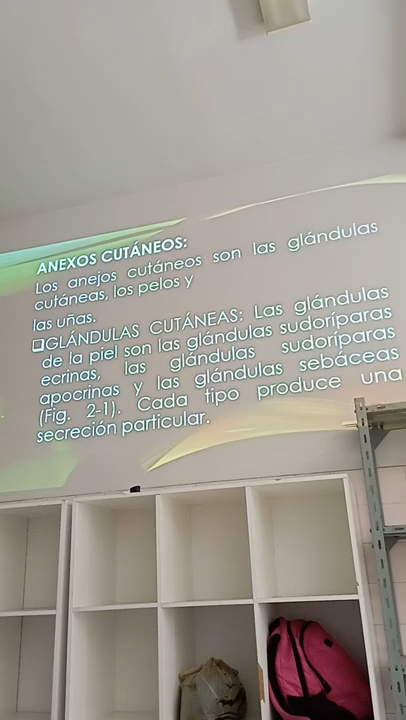 ANEXOS CUTÁNEOS:
Los anejos cutáneos son las glándulas
cutáneas, los pelos y
las uñas.
❑GLÁNDULAS CUTÁNEAS: Las glándulas
de la piel son las glándulas sudoríparas
ecrinas, las glándulas sudoríparas
apocrinas y las glándulas sebáceas
(Fig. 2-1). Cada tipo produce una
secreción particular.